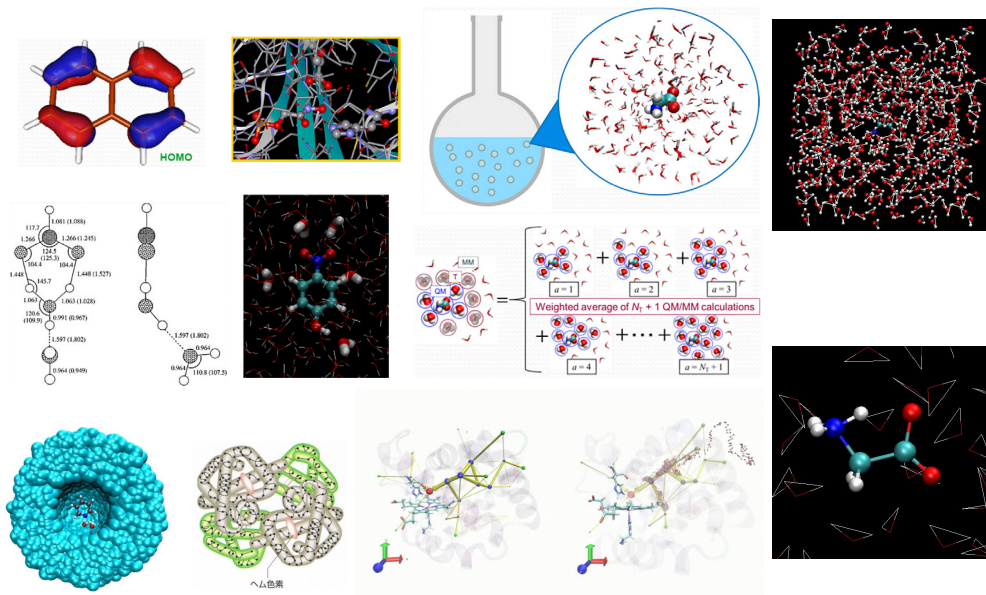 HOMO
1.081 (1.088)
117.7
1.266
1.266 (1.245)
124.5
(125.3)
104.4
104.4
1.448
1.448 (1.527)
145.7
1.063
1.063 (1.028)
120.6
(109.9)
0.991 (0.967)
1.597 (1.802)
0.964 (0.949)
1.597 (1.802)
0.964
0.964
110.8 (107.5)
MM
T
QM
=
+
+
a = 1
a = 2
a = 3
Weighted average of NT + 1 QM/MM calculations
+
+ ··· +
a = 4
a = NT + 1
ヘム色素